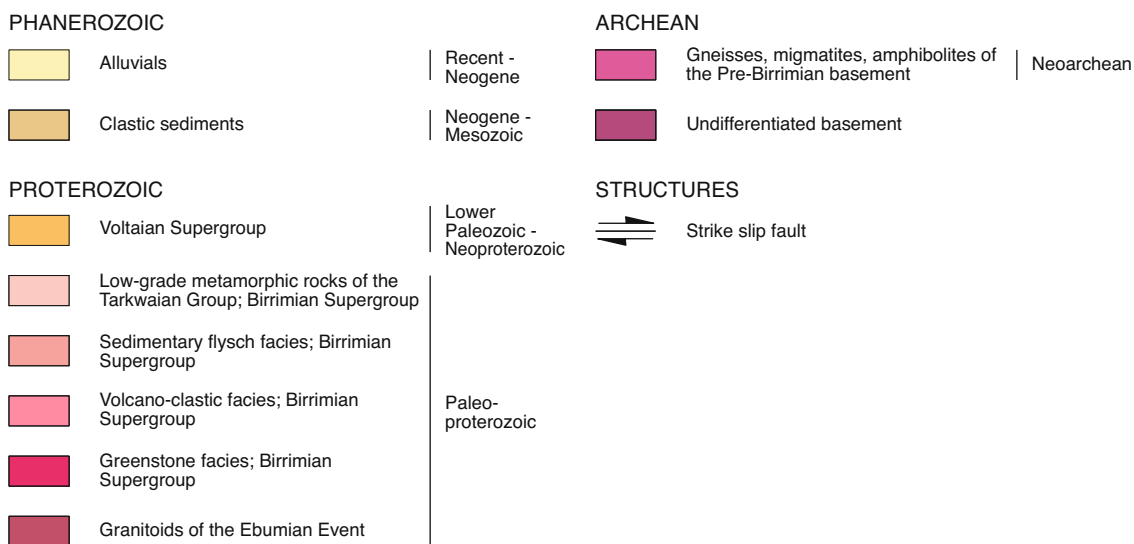 PHANEROZOIC
Alluvials
Recent -
Neogene
Clastic sediments
Neogene -
Mesozoic
PROTEROZOIC
Voltaian Supergroup
Lower
Paleozoic -
Neoproterozoic
Low-grade metamorphic rocks of the
Tarkwaian Group; Birrimian Supergroup
Sedimentary flysch facies; Birrimian
Supergroup
Volcano-clastic facies; Birrimian
Supergroup
Greenstone facies; Birrimian
Supergroup
Granitoids of the Ebumian Event
Paleo-
proterozoic
ARCHEAN
Gneisses, migmatites, amphibolites of
the Pre-Birrimian basement
Neoarchean
Undifferentiated basement
STRUCTURES
Strike slip fault